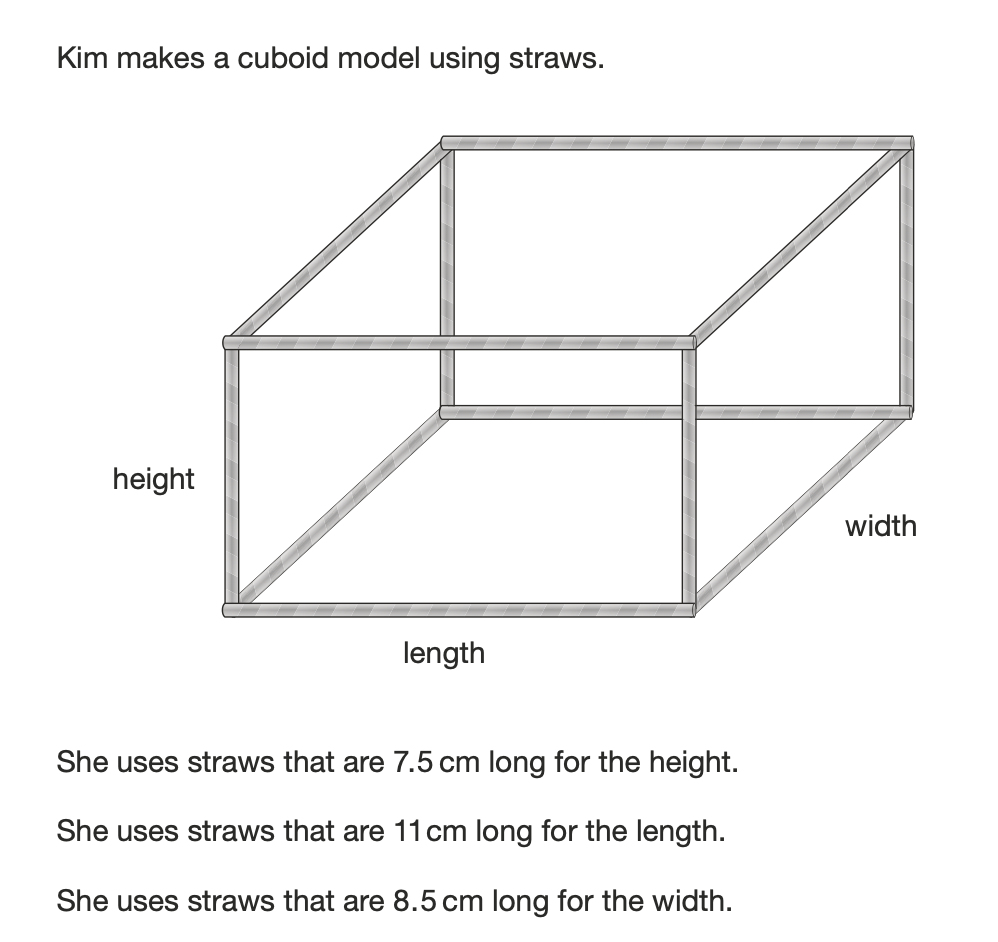 Kim makes a cuboid model using straws.
height
width
length
She uses straws that are 7.5 cm long for the height.
She uses straws that are 11 cm long for the length.
She uses straws that are 8.5 cm long for the width.